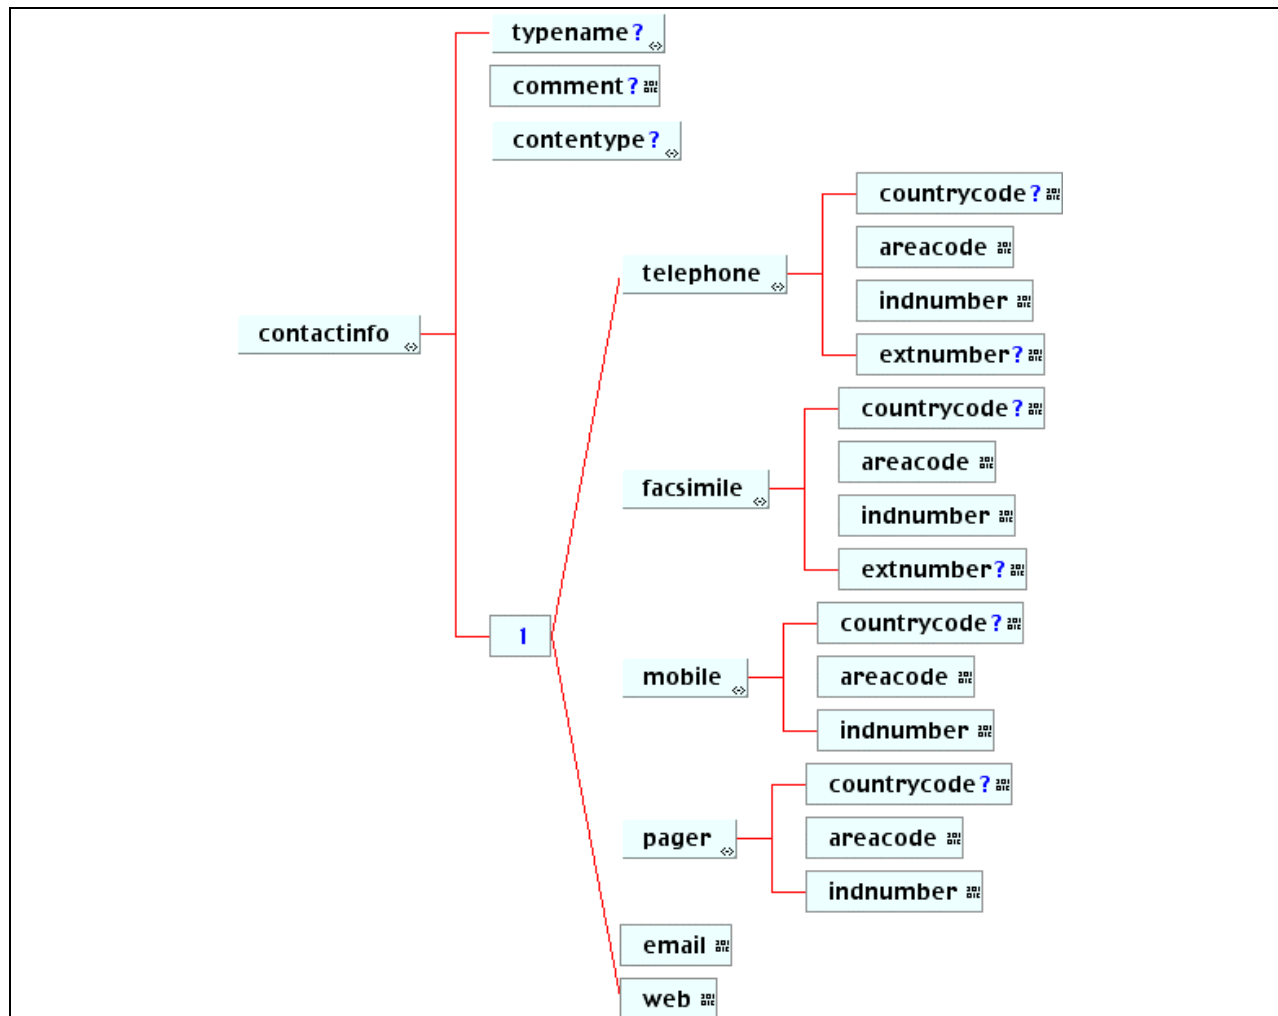 typename?
comment?
contentype?
countrycode?
areacode
telephone
indnumber
contactinfo
extnumber?
countrycode?
areacode
facsimile
indnumber
extnumber?
1
countrycode?
mobile
areacode
indnumber
countrycode?
pager
areacode
indnumber
email
web